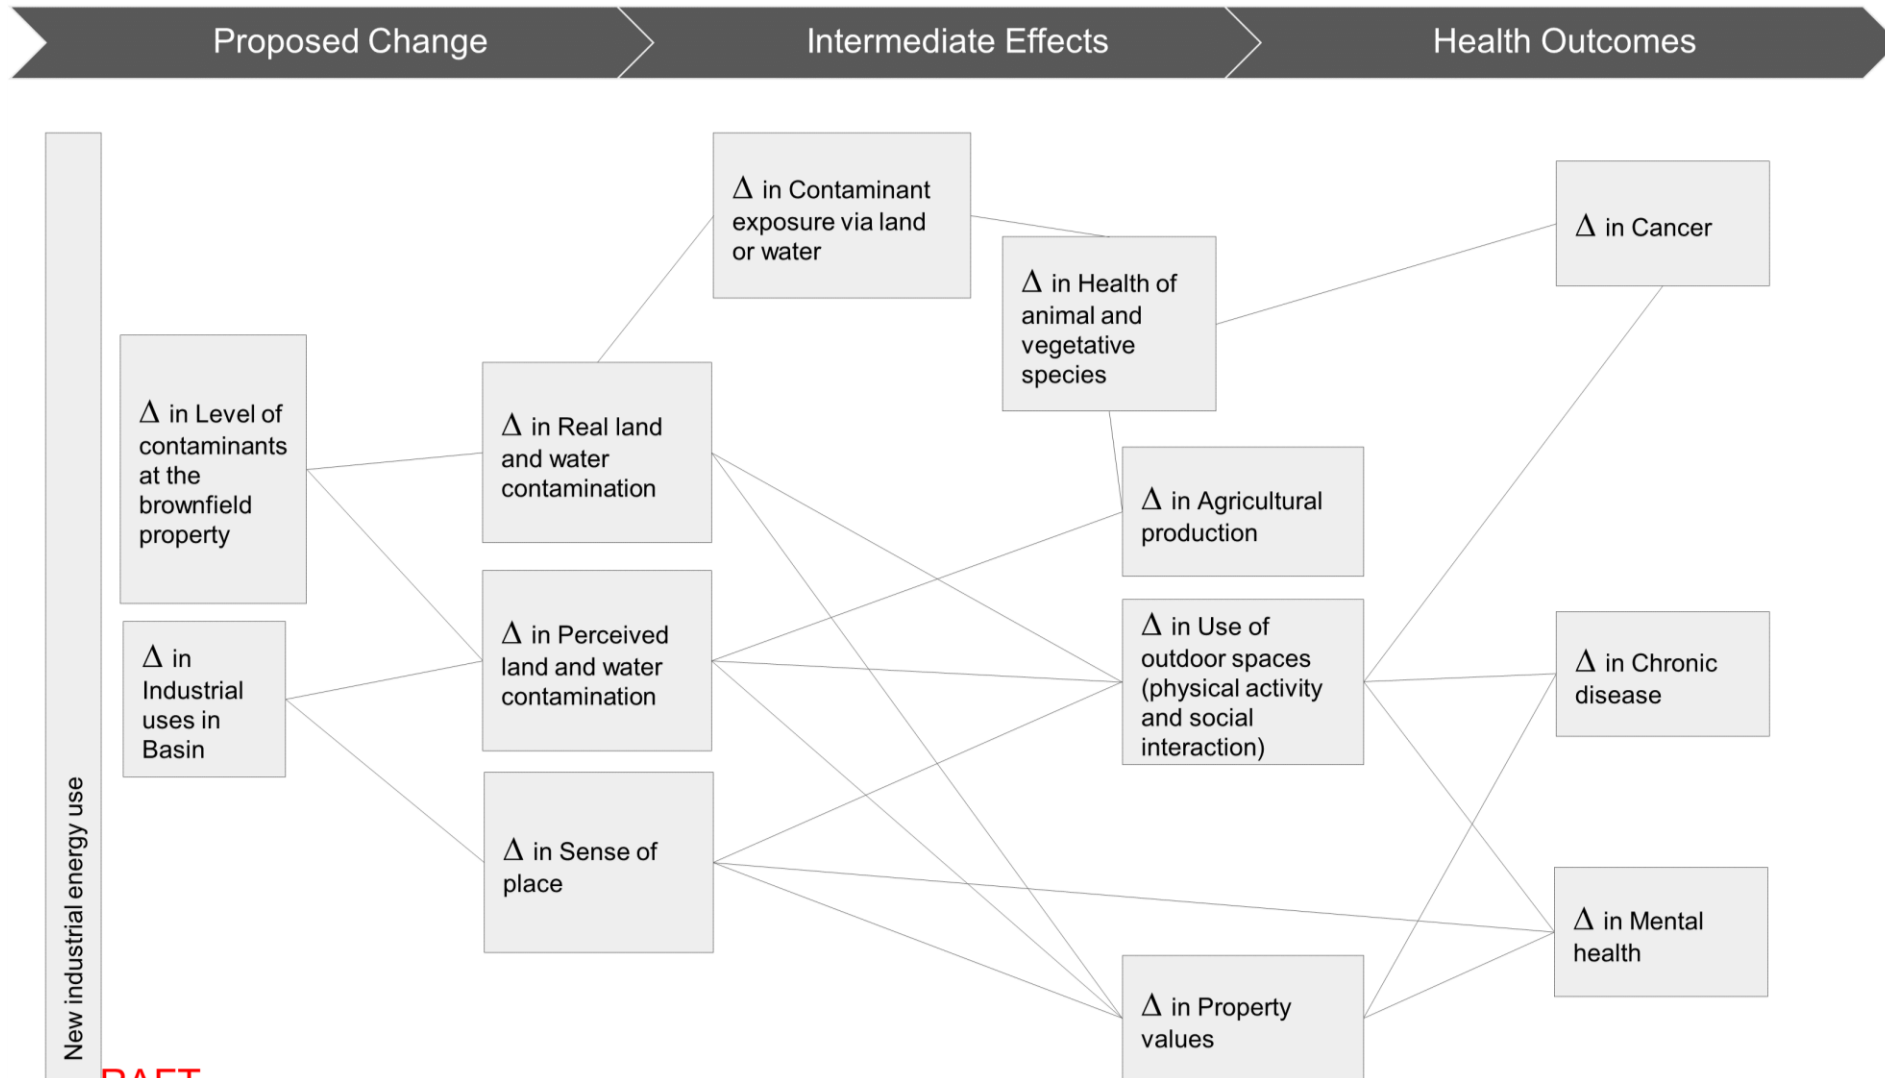 Proposed Change
Intermediate Effects
Health Outcomes
New industrial energy use
Δ in Level of
contaminants
at the
brownfield
property
Δ in
Industrial
uses in
Basin
Δ in Real land
and water
contamination
Δ in Perceived
land and water
contamination
Δ in Sense of
place
Δ in Contaminant
exposure via land
or water
Δ in Health of
animal and
vegetative
species
Δ in Agricultural
production
Δ in Use of
outdoor spaces
(physical activity
and social
interaction)
Δ in Property
values
Δ in Cancer
Δ in Chronic
disease
Δ in Mental
health